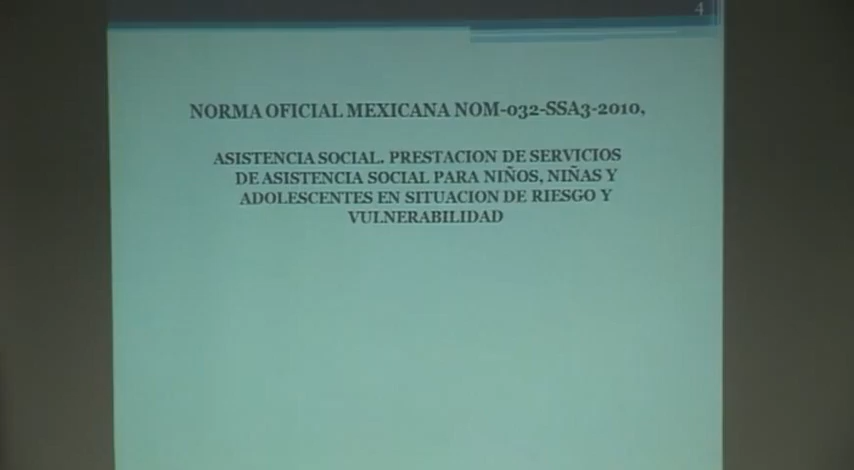 4
NORMA OFICIAL MEXICANA NOM-032-SSA3-2010,
ASISTENCIA SOCIAL. PRESTACION DE SERVICIOS
DE ASISTENCIA SOCIAL PARA NIÑOS, NIÑAS Y
ADOLESCENTES EN SITUACION DE RIESGO Y
VULNERABILIDAD